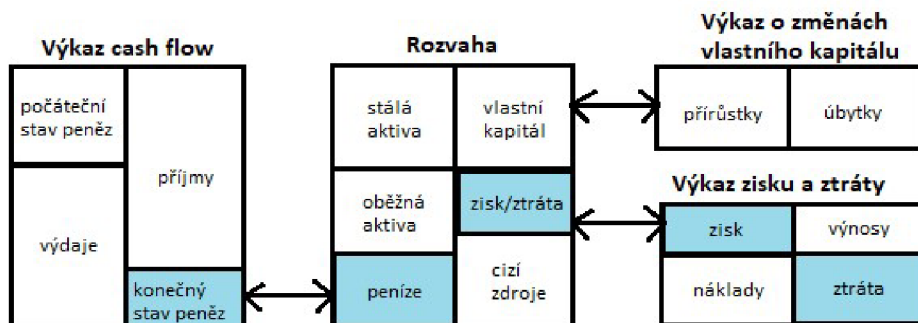 Výkaz cash flow
počáteční
stav peněz
příjmy
výdaje
konečný
stav peněz
Rozvaha
stálá
aktiva
vlastní
kapitál
oběžná
aktiva
zisk/ztráta
peníze
cizí
zdroje
Výkaz o změnách
vlastního kapitálu
přírůstky
úbytky
Výkaz zisku a ztráty
zisk
výnosy
náklady
ztráta